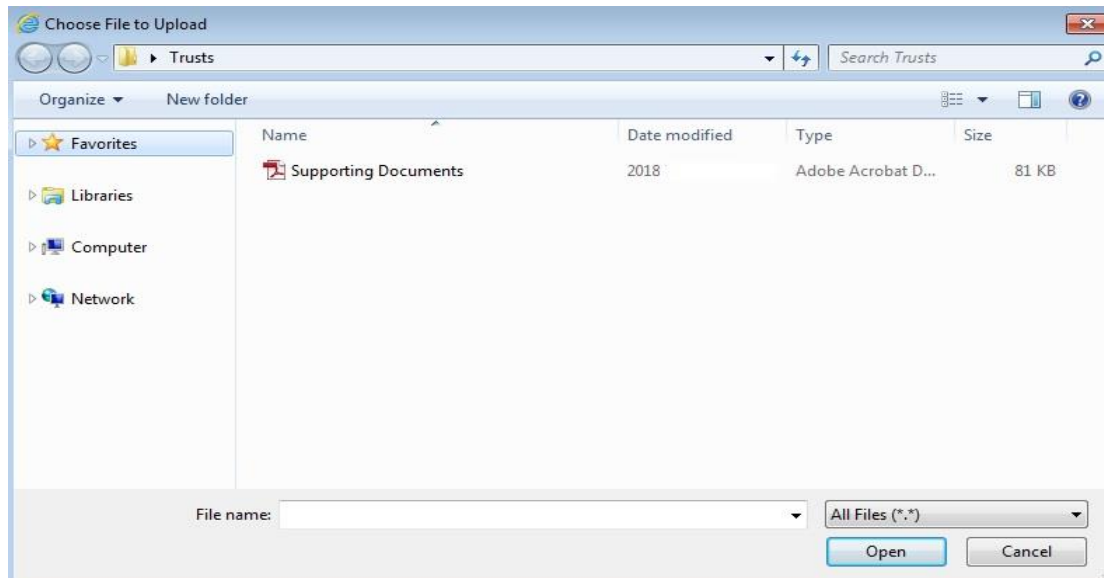 Choose File to Upload
Trusts
Search Trusts
Organize
New folder
Name
Date modified
Type
Size
Favorites
Supporting Documents
2018
Adobe Acrobat D...
81 KB
Libraries
Computer
Network
File name:
All Files (*.*)
Open
Cancel